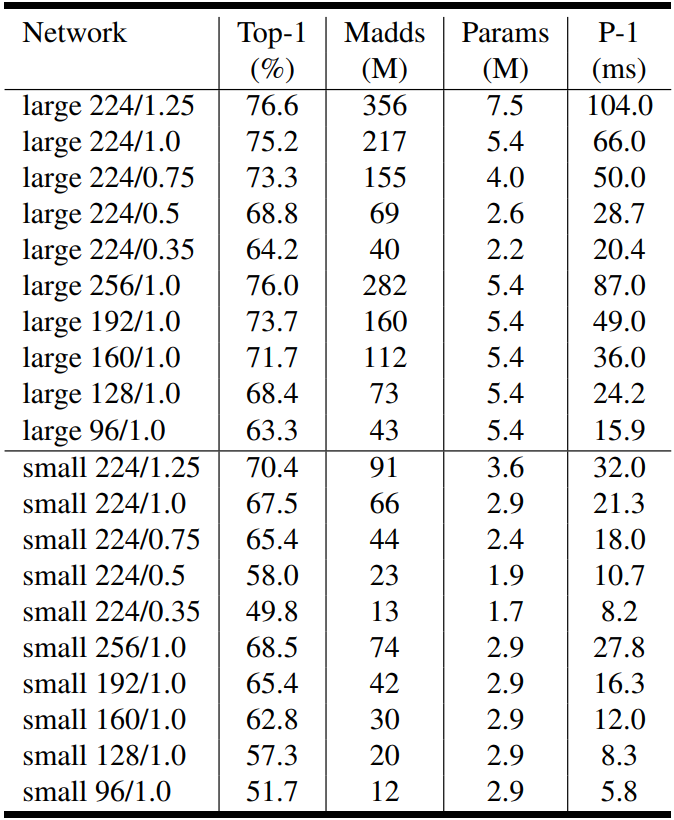 Network Top-1 Madds Params P-1
(%) (M) (M) (ms)
large 224/1.25 76.6 356 7.5 104.0
large 224/1.0 75.2 217 5.4 66.0
large 224/0.75 73.3 155 4.0 50.0
large 224/0.5 68.8 69 2.6 28.7
large 224/0.35 64.2 40 2.2 20.4
large 256/1.0 76.0 282 5.4 87.0
large 192/1.0 73.7 160 5.4 49.0
large 160/1.0 71.7 112 5.4 36.0
large 128/1.0 68.4 73 5.4 24.2
large 96/1.0 63.3 43 5.4 15.9
small 224/1.25 70.4 91 3.6 32.0
small 224/1.0 67.5 66 2.9 21.3
small 224/0.75 65.4 44 2.4 18.0
small 224/0.5 58.0 23 1.9 10.7
small 224/0.35 49.8 13 1.7 8.2
small 256/1.0 68.5 74 2.9 27.8
small 192/1.0 65.4 42 2.9 16.3
small 160/1.0 62.8 30 2.9 12.0
small 128/1.0 57.3 20 2.9 8.3
small 96/1.0 51.7 12 2.9 5.8